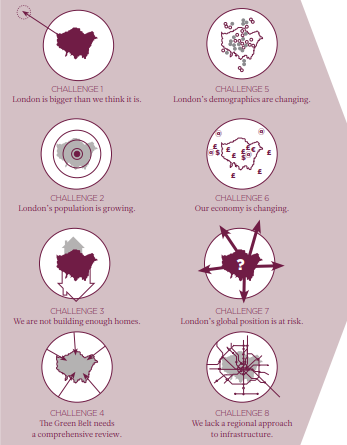 CHALLENGE 1
London is bigger than we think it is.
CHALLENGE 2
London's population is growing.
CHALLENGE 3
We are not building enough homes.
CHALLENGE 4
The Green Belt needs
a comprehensive review.
CHALLENGE 5
London's demographics are changing.
CHALLENGE 6
Our economy is changing.
CHALLENGE 7
?
London's global position is at risk.
CHALLENGE 8
We lack a regional approach
to infrastructure.